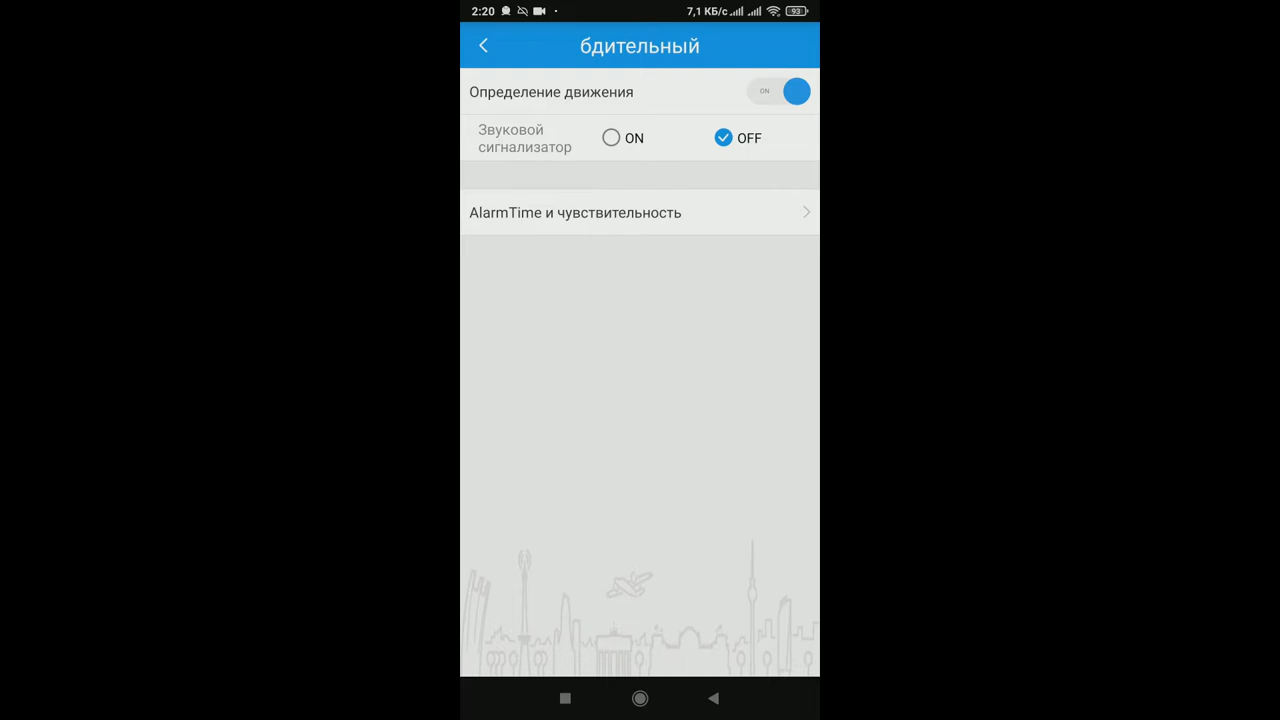 2:20 7,1 КБ/с 93
бдительный
Определение движения ON
Звуковой
сигнализатор ON OFF
AlarmTime и чувствительность